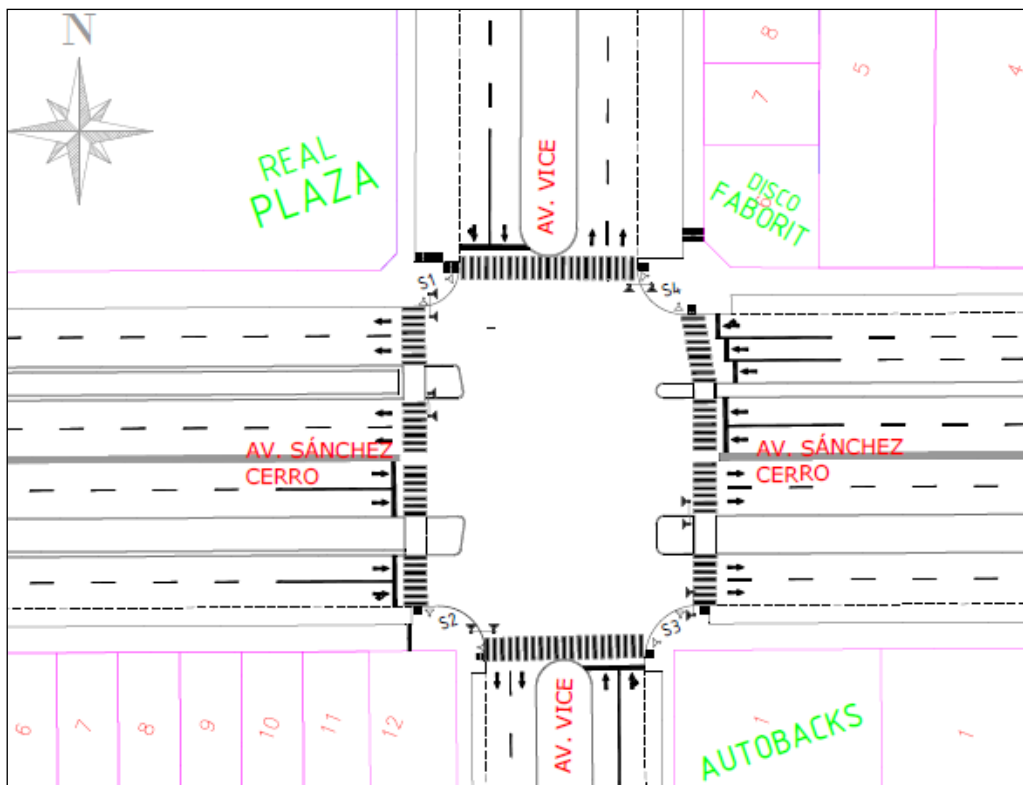 N
REAL
PLAZA
AV. VICE
8
7
5
4
DISCO
FABORIT
6
S1
S4
AV. SÁNCHEZ
CERRO
AV. SÁNCHEZ
CERRO
S2
S3
6
7
8
9
10
11
12
AV. VICE
1
AUTOBACKS
1